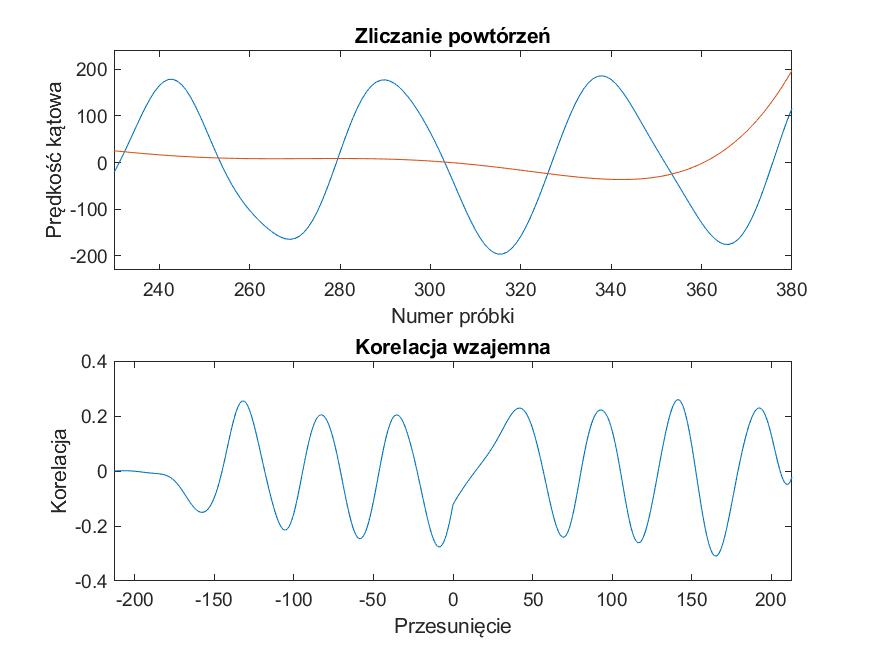 Zliczanie powtórzeń
Prędkość kątowa
200
100
0
-100
-200
240 260 280 300 320 340 360 380
Numer próbki
Korelacja wzajemna
Korelacja
0.4
0.2
0
-0.2
-0.4
-200 -150 -100 -50 0 50 100 150 200
Przesunięcie